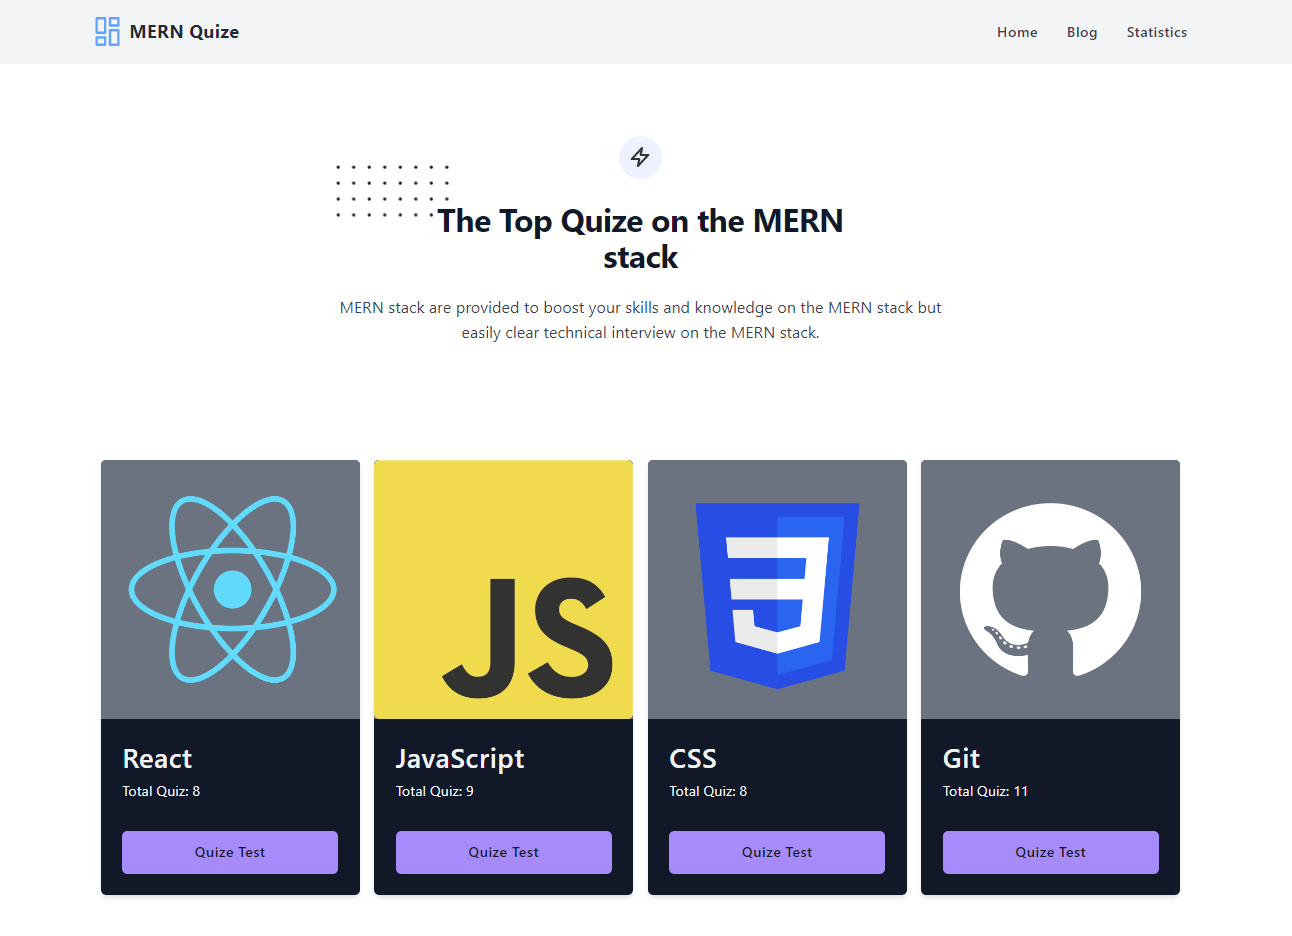 MERN Quize
Home
Blog
Statistics
The Top Quize on the MERN
stack
MERN stack are provided to boost your skills and knowledge on the MERN stack but
easily clear technical interview on the MERN stack.
JS
React
Total Quiz: 8
Quize Test
JavaScript
Total Quiz: 9
Quize Test
CSS
Total Quiz: 8
Quize Test
Git
Total Quiz: 11
Quize Test